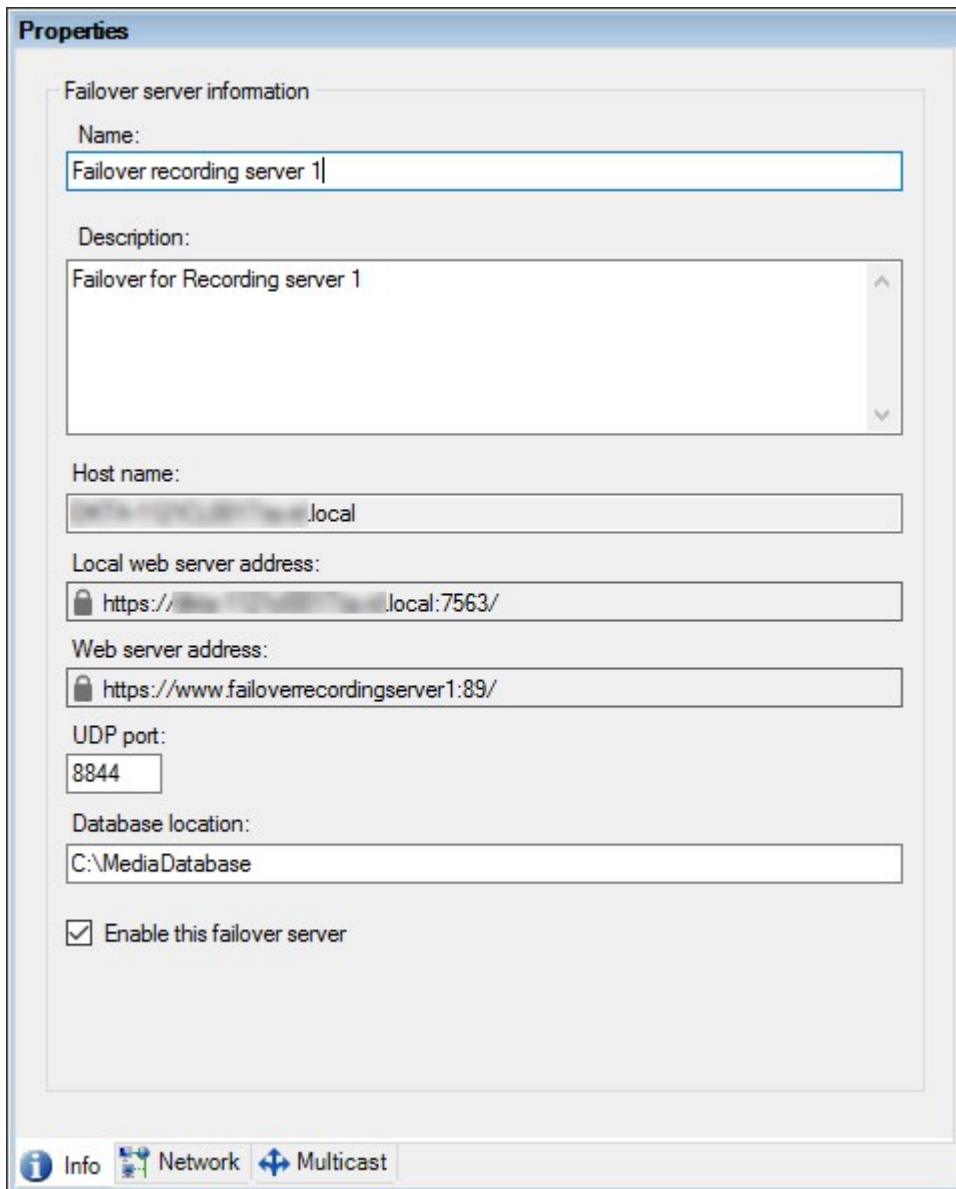 Properties
Failover server information
Name:
Failover recording server 1
Description:
Failover for Recording server 1
Host name:
.local
Local web server address:
https:// .local:7563/
Web server address:
https://www.failoverrecordingserver1:89/
UDP port:
8844
Database location:
C:\MediaDatabase
Enable this failover server
Info Network Multicast